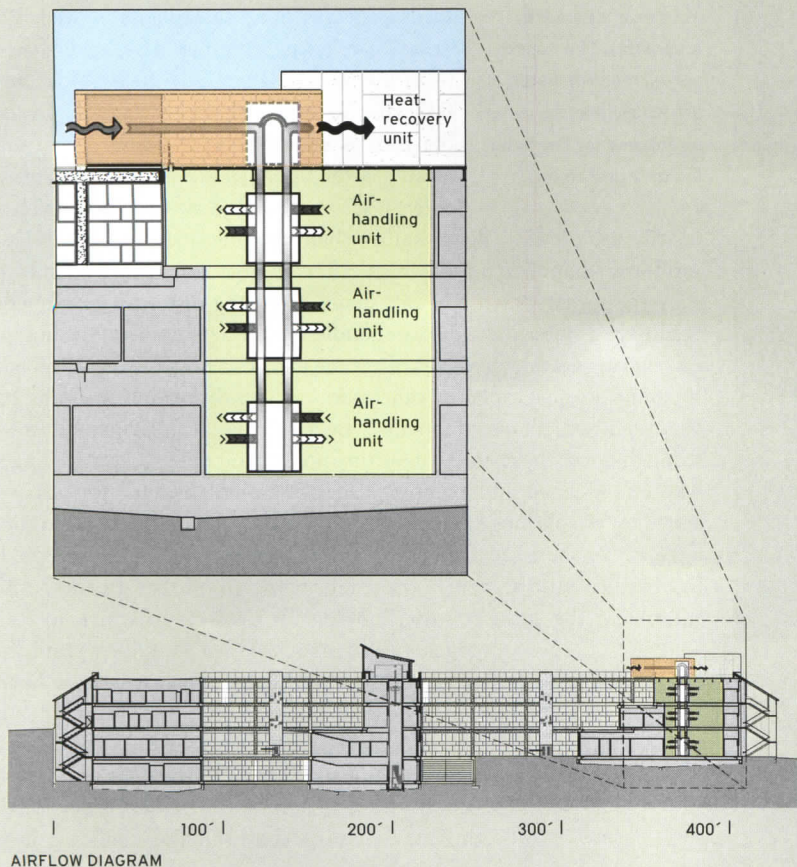 Heat-
recovery
unit
Air-
handling
unit
Air-
handling
unit
Air-
handling
unit
100´
200´
300´
400´
AIRFLOW DIAGRAM